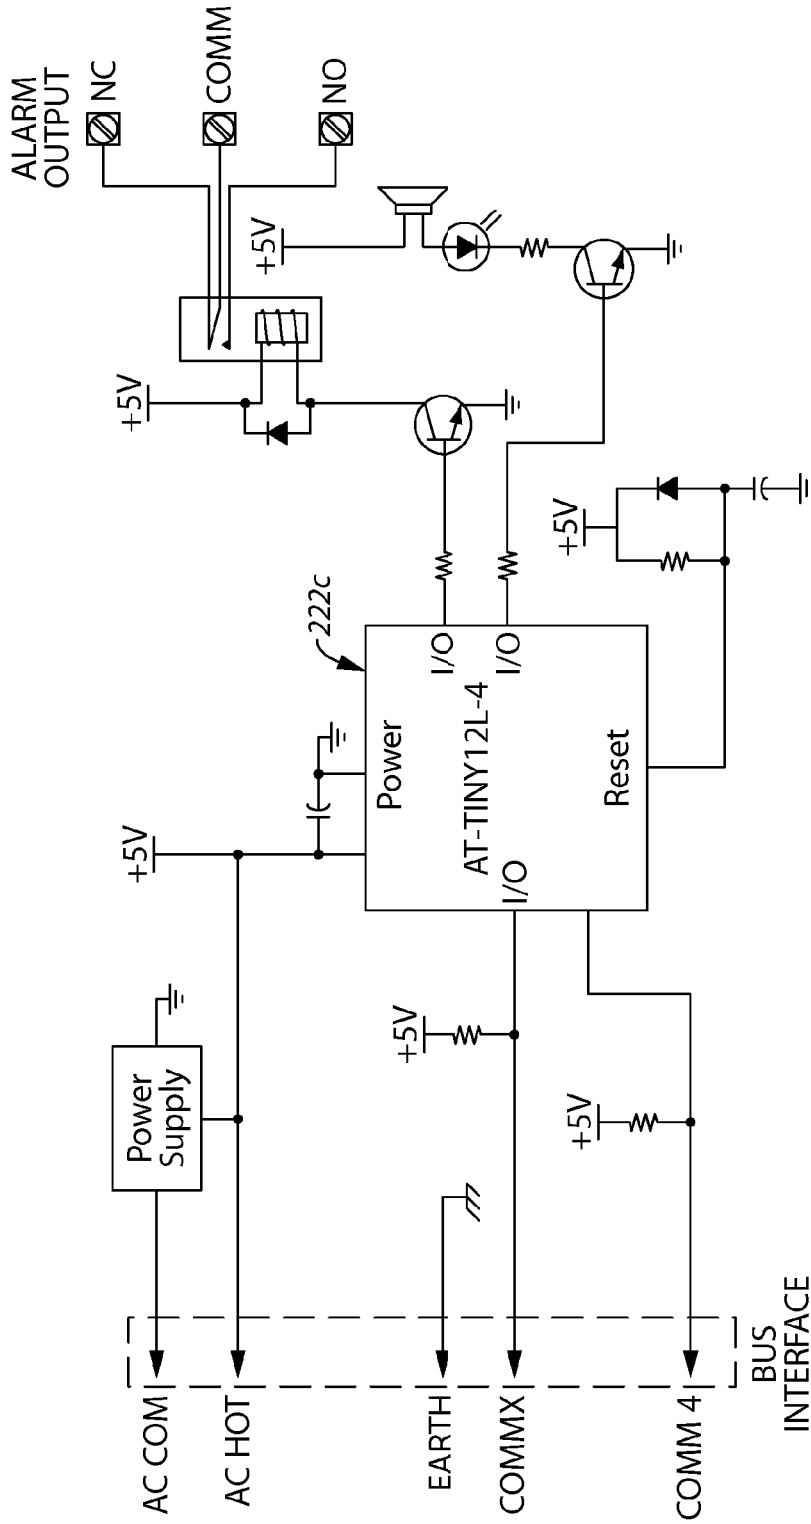 ALARM
OUTPUT
NC
COMM
NO
+5V
+5V
+5V
222c
I/O
I/O
Power
AT-TINY12L-4
Reset
I/O
+5V
Power
Supply
+5V
+5V
AC COM
AC HOT
EARTH
COMMX
COMM 4
BUS
INTERFACE